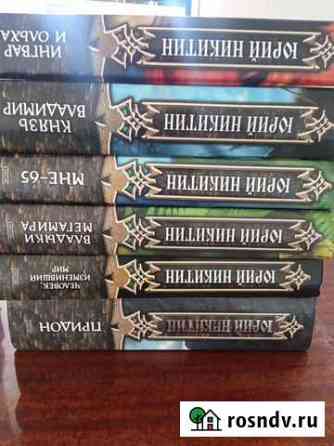 ИНГВАР
И ОЛЬХА
ЮРИЙ НИКИТИН
КНЯЗЬ
ВЛАДИМИР
ЮРИЙ НИКИТИН
МНЕ-65
ЮРИЙ НИКИТИН
ВЛАДЫКИ
МЕГАМИРА
ЮРИЙ НИКИТИН
ЧЕЛОВЕК,
ИЗМЕНИВШИЙ
МИР
ЮРИЙ НИКИТИН
ПРИДОН
ЮРИЙ НИКИТИН
rosndv.ru